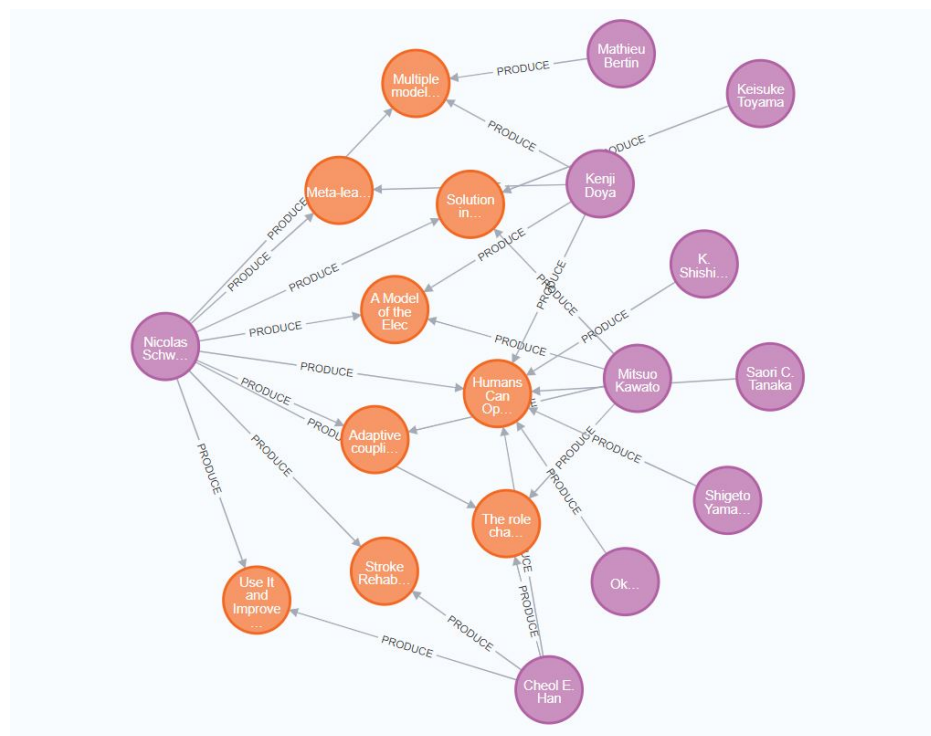 Mathieu
Bertin
PRODUCE
Multiple
model…
Keisuke
Toyama
PRODUCE
Kenji
Doya
Meta-lea…
Solution
in…
PRODUCE
PRODUCE
PRODUCE
PRODUCE
K.
Shishi…
PRODUCE
PRODUCE
A Model
of the
Elec
PRODUCE
PRODUCE
PRODUCE
Nicolas
Schw…
PRODUCE
PRODUCE
Humans
Can
Op…
Mitsuo
Kawato
Saori C.
Tanaka
PRODUCE
Adaptive
coupli…
PRODUCE
PRODUCE
PRODUCE
PRODUCE
PRODUCE
Shigeto
Yama…
The role
cha…
Stroke
Rehab…
Ok…
Use It
and
Improve
…
PRODUCE
PRODUCE
PRODUCE
Cheol E.
Han